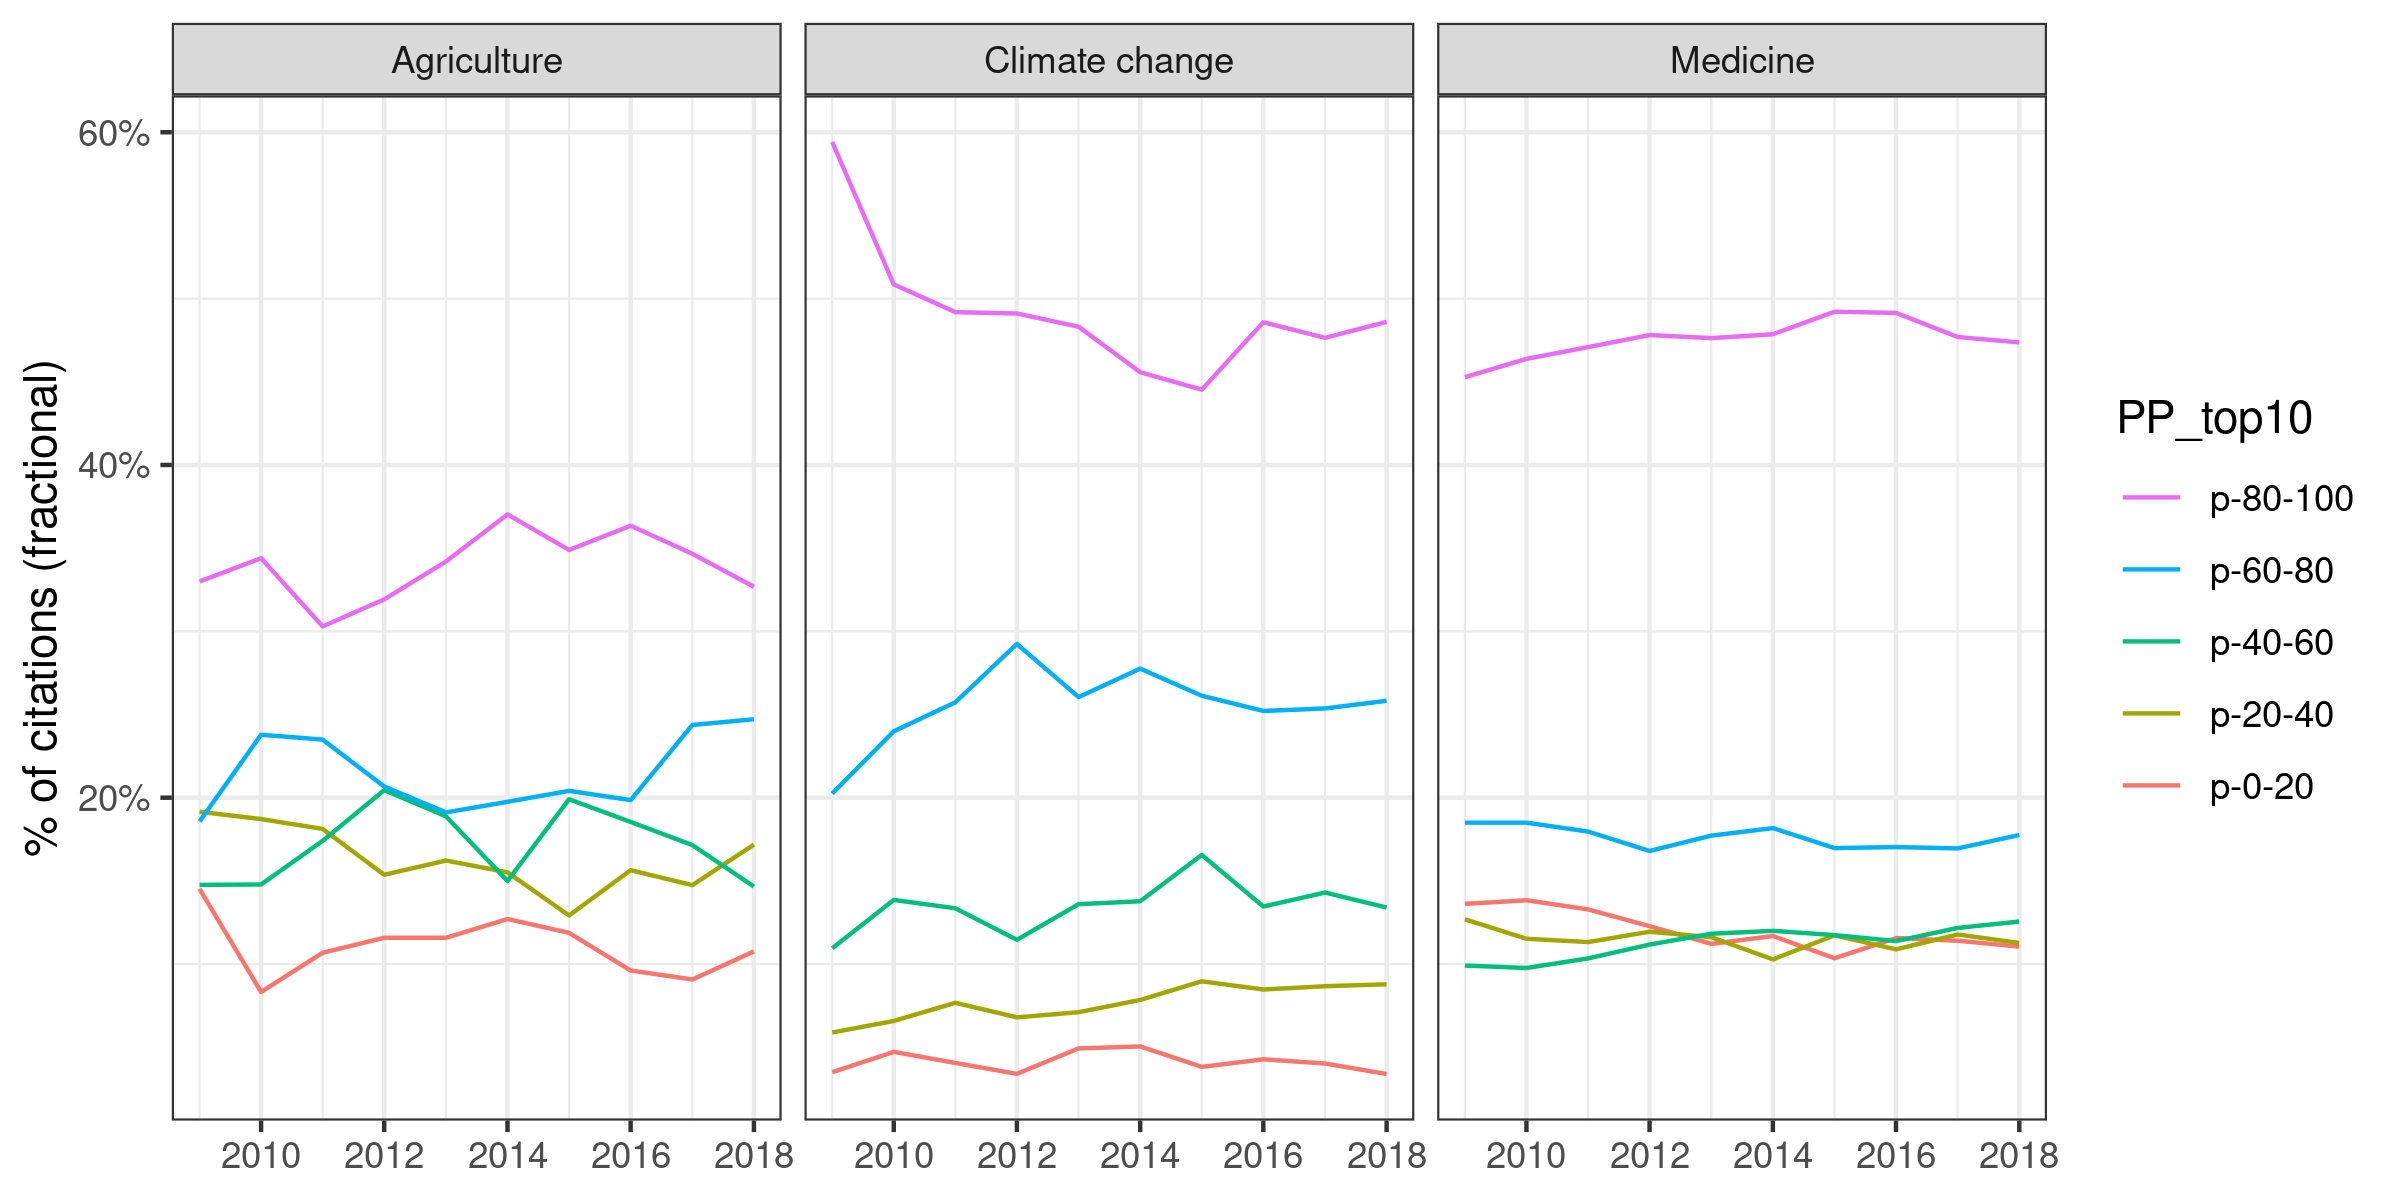 Agriculture
Climate change
Medicine
% of citations (fractional)
60%
40%
20%
2010 2012 2014 2016 2018
2010 2012 2014 2016 2018
2010 2012 2014 2016 2018
PP_top10
p-80-100
p-60-80
p-40-60
p-20-40
p-0-20